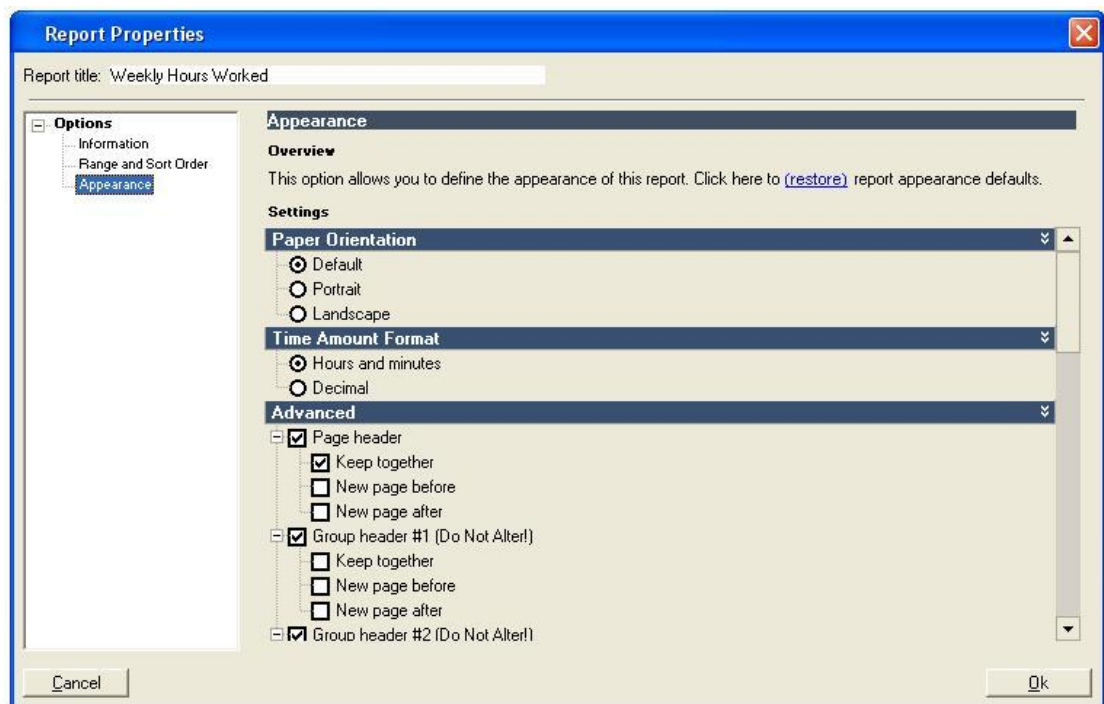 Report Properties
Report title: Weekly Hours Worked
Options
Information
Range and Sort Order
Appearance
Appearance
Overview
This option allows you to define the appearance of this report. Click here to (restore) report appearance defaults.
Settings
Paper Orientation
Default
Portrait
Landscape
Time Amount Format
Hours and minutes
Decimal
Advanced
Page header
Keep together
New page before
New page after
Group header #1 (Do Not Alter!)
Keep together
New page before
New page after
Group header #2 (Do Not Alter!)
Cancel
Ok